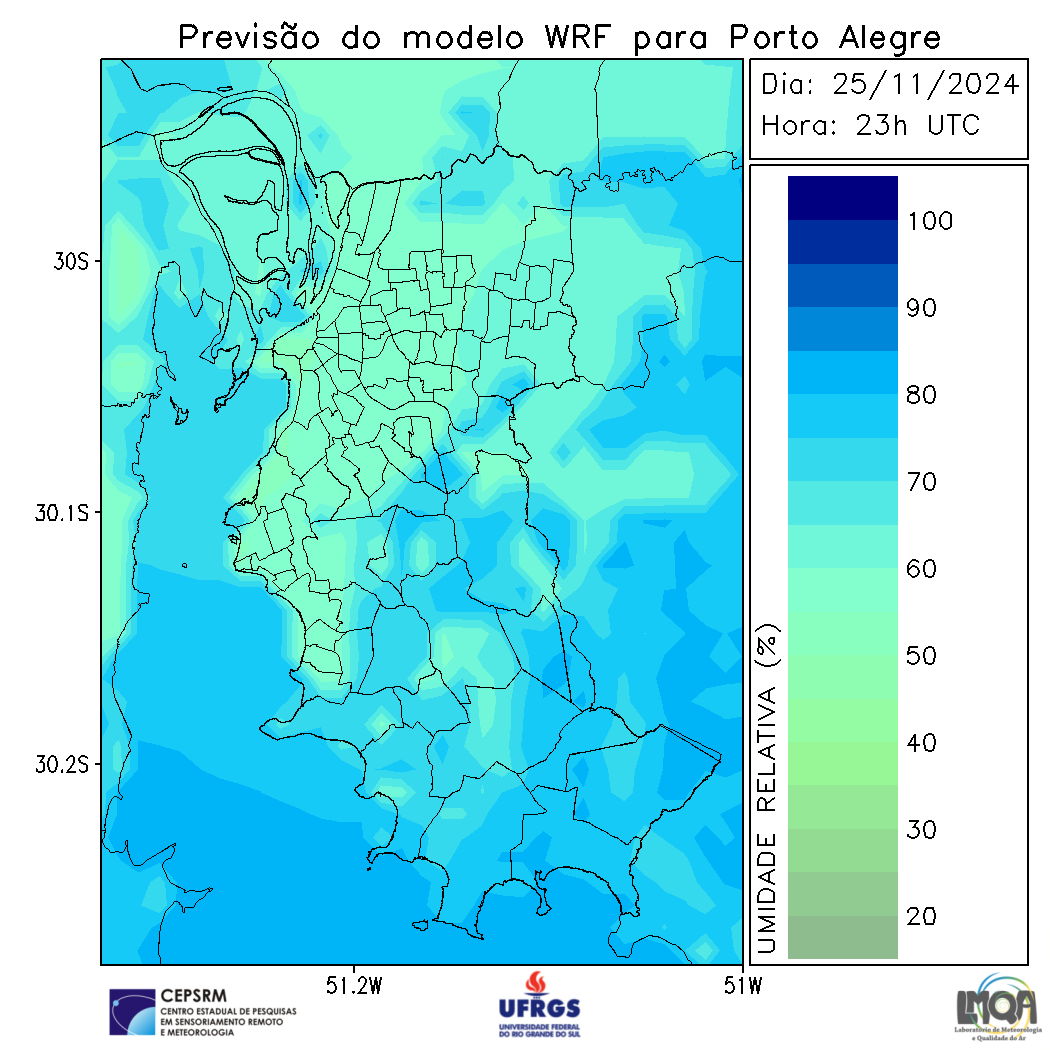 Previsão do modelo WRF para Porto Alegre
Dia: 25/11/2024
Hora: 23h UTC
30S
30.1S
30.2S
51.2W
51W
UMIDADE RELATIVA (%)
100
90
80
70
60
50
40
30
20
CEPSRM
CENTRO ESTADUAL DE PESQUISAS
EM SENSORIAMENTO REMOTO
E METEOROLOGIA
UFRGS
UNIVERSIDADE FEDERAL
DO RIO GRANDE DO SUL
LMQA
Laboratório de Meteorologia
e Qualidade do Ar